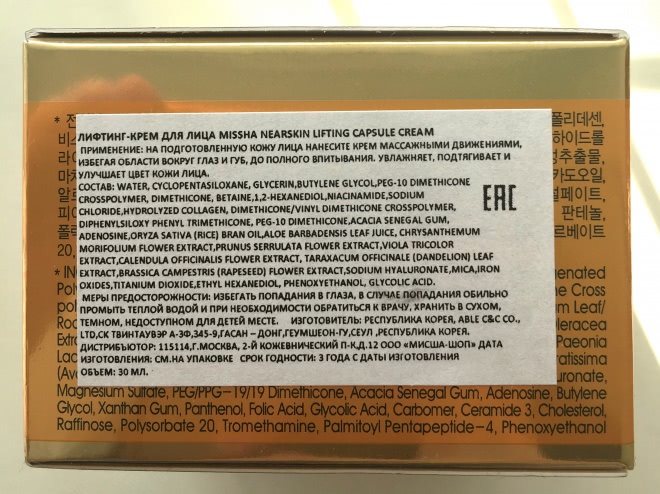 ЛИФТИНГ-КРЕМ ДЛЯ ЛИЦА MISSHA NEARSKIN LIFTING CAPSULE CREAM
ПРИМЕНЕНИЕ: НА ПОДГОТОВЛЕННУЮ КОЖУ ЛИЦА НАНЕСИТЕ КРЕМ МАССАЖНЫМИ ДВИЖЕНИЯМИ,
ИЗБЕГАЯ ОБЛАСТИ ВОКРУГ ГЛАЗ И ГУБ, ДО ПОЛНОГО ВПИТЫВАНИЯ. УВЛАЖНЯЕТ, ПОДТЯГИВАЕТ И
УЛУЧШАЕТ ЦВЕТ КОЖИ ЛИЦА.
СОСТАВ: WATER, CYCLOPENTASILOXANE, GLYCERIN,BUTYLENE GLYCOL,PEG-10 DIMETHICONE
CROSSPOLYMER, DIMETHICONE, BETAINE,1,2-HEXANEDIOL,NIACINAMIDE,SODIUM
CHLORIDE,HYDROLYZED COLLAGEN, DIMETHICONE/VINYL DIMETHICONE CROSSPOLYMER,
DIPHENYLSILOXY PHENYL TRIMETHICONE, PEG-10 DIMETHICONE,ACACIA SENEGAL GUM,
ADENOSINE,ORYZA SATIVA (RICE) BRAN OIL,ALOE BARBADENSIS LEAF JUICE, CHRYSANTHEMUM
MORIFOLIUM FLOWER EXTRACT,PRUNUS SERRULATA FLOWER EXTRACT,VIOLA TRICOLOR
EXTRACT,CALENDULA OFFICINALIS FLOWER EXTRACT, TARAXACUM OFFICINALE (DANDELION) LEAF
EXTRACT,BRASSICA CAMPESTRIS (RAPESEED) FLOWER EXTRACT,SODIUM HYALURONATE,MICA,IRON
OXIDES,TITANIUM DIOXIDE,ETHYL HEXANEDIOL, PHENOXYETHANOL, GLYCOLIC ACID.
МЕРЫ ПРЕДОСТОРОЖНОСТИ: ИЗБЕГАТЬ ПОПАДАНИЯ В ГЛАЗА, В СЛУЧАЕ ПОПАДАНИЯ ОБИЛЬНО
ПРОМЫТЬ ТЕПЛОЙ ВОДОЙ И ПРИ НЕОБХОДИМОСТИ ОБРАТИТЬСЯ К ВРАЧУ, ХРАНИТЬ В СУХОМ,
ТЕМНОМ, НЕДОСТУПНОМ ДЛЯ ДЕТЕЙ МЕСТЕ. ИЗГОТОВИТЕЛЬ: РЕСПУБЛИКА КОРЕЯ, ABLE C&C CO.,
LTD,СК ТВИНТАУВЭР А-3Ф,345-9,ГАСАН –ДОНГ,ГЕУМШЕОН-ГУ,СЕУЛ ,РЕСПУБЛИКА КОРЕЯ.
ДИСТРИБЬЮТОР: 115114,Г.МОСКВА, 2-Й КОЖЕВНИЧЕСКИЙ П-К,Д.12 ООО «МИСША-ШОП» ДАТА
ИЗГОТОВЛЕНИЯ: СМ.НА УПАКОВКЕ СРОК ГОДНОСТИ: 3 ГОДА С ДАТЫ ИЗГОТОВЛЕНИЯ
ОБЪЕМ: 30 МЛ.
EAC
Magnesium Sulfate, PEG/PPG-19/19 Dimethicone, Acacia Senegal Gum, Adenosine, Butylene
Glycol, Xanthan Gum, Panthenol, Folic Acid, Glycolic Acid, Carbomer, Ceramide 3, Cholesterol,
Raffinose, Polysorbate 20, Tromethamine, Palmitoyl Pentapeptide-4, Phenoxyethanol